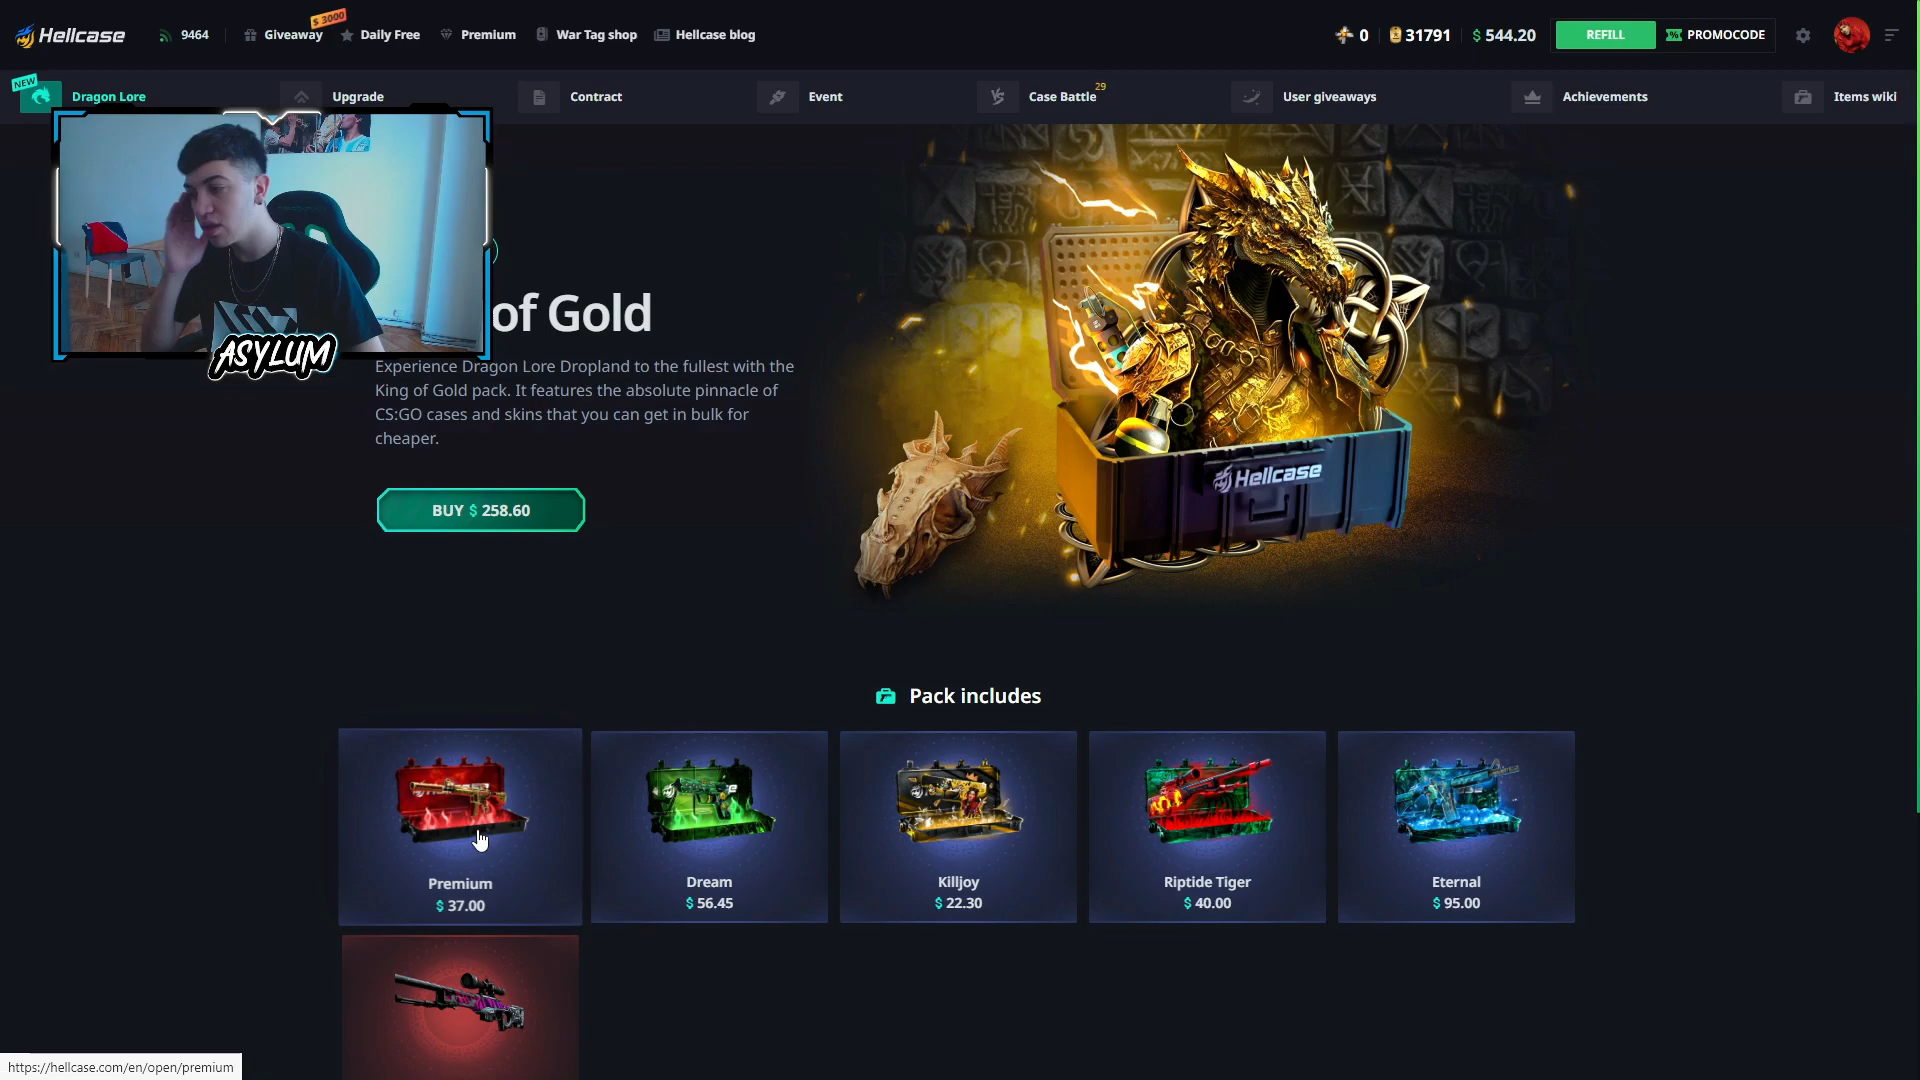 Hellcase
9464
Giveaway
$ 3000
Daily Free
Premium
War Tag shop
Hellcase blog
0
31791
$ 544.20
REFILL
% PROMOCODE
NEW
Dragon Lore
Upgrade
Contract
Event
VS
Case Battle
29
User giveaways
Achievements
Items wiki
of Gold
ASYLUM
Experience Dragon Lore Dropland to the fullest with the
King of Gold pack. It features the absolute pinnacle of
CS:GO cases and skins that you can get in bulk for
cheaper.
BUY $ 258.60
Hellcase
Pack includes
Premium
$ 37.00
Dream
$ 56.45
Killjoy
$ 22.30
Riptide Tiger
$ 40.00
Eternal
$ 95.00
https://hellcase.com/en/open/premium